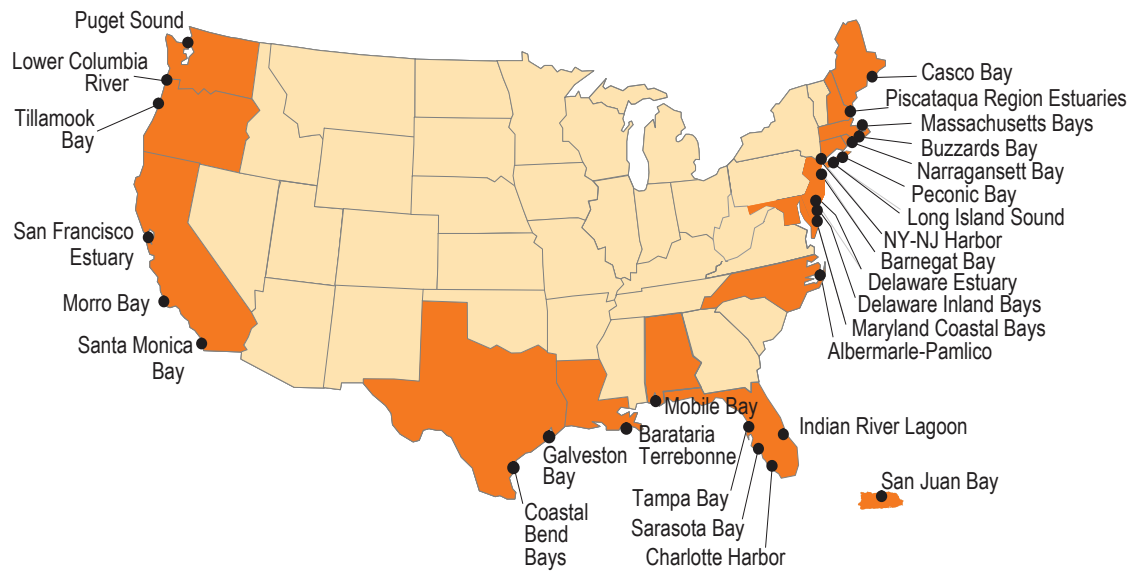 Puget Sound
Lower Columbia
River
Tillamook
Bay
San Francisco
Estuary
Morro Bay
Santa Monica
Bay
Casco Bay
Piscataqua Region Estuaries
Massachusetts Bays
Buzzards Bay
Narragansett Bay
Peconic Bay
Long Island Sound
NY-NJ Harbor
Barnegat Bay
Delaware Estuary
Delaware Inland Bays
Maryland Coastal Bays
Albermarle-Pamlico
Mobile Bay
Barataria
Terrebonne
Galveston
Bay
Coastal
Bend
Bays
Indian River Lagoon
Tampa Bay
Sarasota Bay
Charlotte Harbor
San Juan Bay